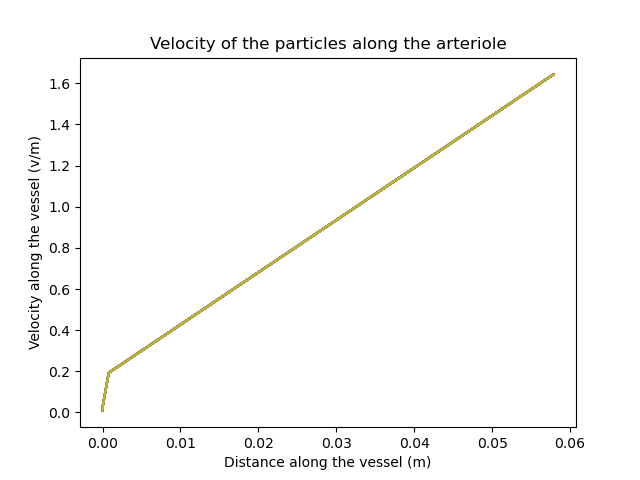 Velocity of the particles along the arteriole
Velocity along the vessel (v/m)
1.6
1.4
1.2
1.0
0.8
0.6
0.4
0.2
0.0
0.00 0.01 0.02 0.03 0.04 0.05 0.06
Distance along the vessel (m)